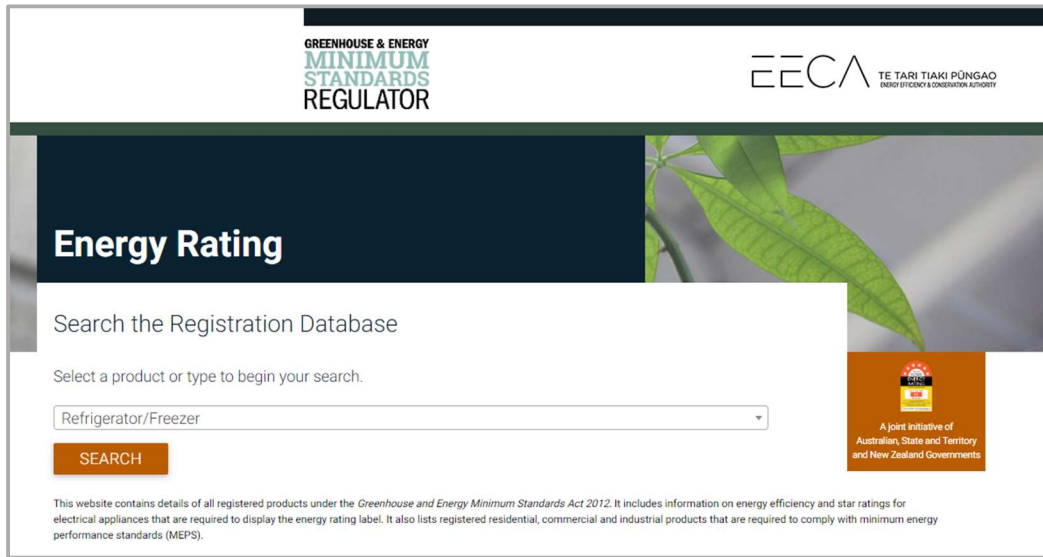 GREENHOUSE & ENERGY
MINIMUM
STANDARDS
REGULATOR
EECA
TE TARI TIAKI PŪNGAO
ENERGY EFFICIENCY & CONSERVATION AUTHORITY
Energy Rating
Search the Registration Database
Select a product or type to begin your search.
Refrigerator/Freezer
SEARCH
ENERGY
RATING
A joint initiative of
Australian, State and Territory
and New Zealand Governments
This website contains details of all registered products under the Greenhouse and Energy Minimum Standards Act 2012. It includes information on energy efficiency and star ratings for
electrical appliances that are required to display the energy rating label. It also lists registered residential, commercial and industrial products that are required to comply with minimum energy
performance standards (MEPS).